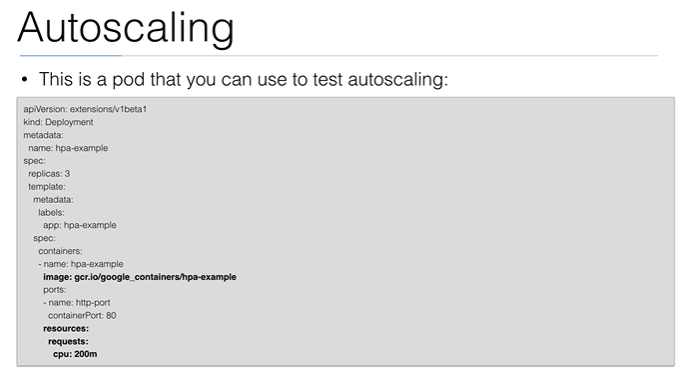 Autoscaling
• This is a pod that you can use to test autoscaling:
apiVersion: extensions/v1beta1
kind: Deployment
metadata:
  name: hpa-example
spec:
  replicas: 3
  template:
    metadata:
      labels:
        app: hpa-example
    spec:
      containers:
      - name: hpa-example
        image: gcr.io/google_containers/hpa-example
        ports:
        - name: http-port
          containerPort: 80
        resources:
          requests:
            cpu: 200m